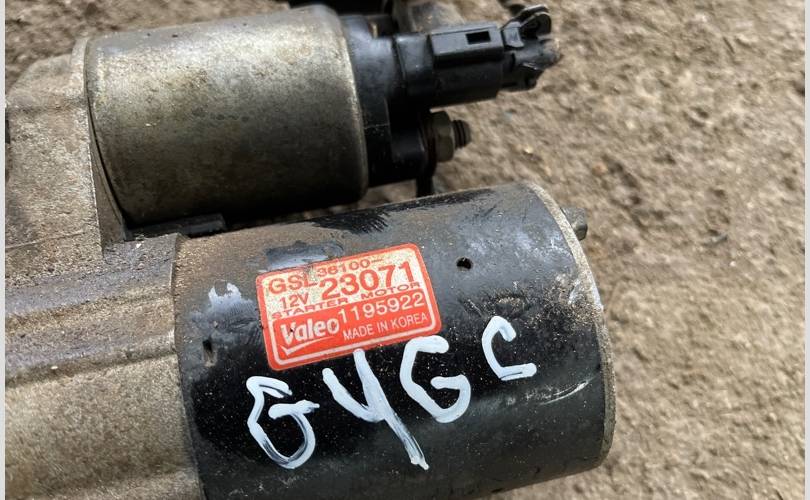 GSL 36100-
12V 23071
STARTER MOTOR
Valeo 1195922
MADE IN KOREA
G4GC